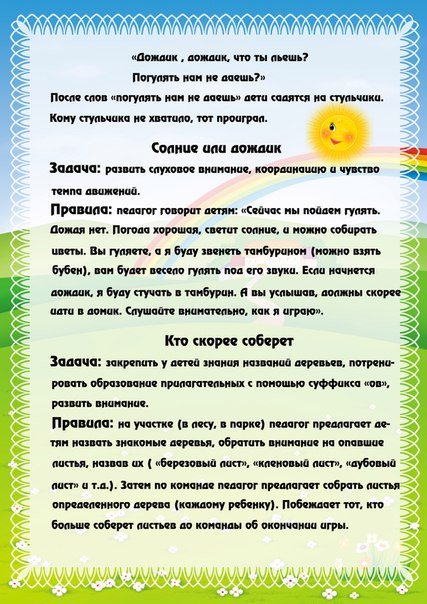 «Дождик , дождик, что ты льешь?
Погулять нам не даешь?»
После слов «погулять нам не даешь» дети садятся на стульчики.
Кому стульчика не хватило, тот проиграл.
Солнце или дождик
Задача: развить слуховое внимание, координацию и чувство
темпа движений.
Правила: педагог говорит детям: «Сейчас мы пойдем гулять.
Дождя нет. Погода хорошая, светит солнце, и можно собирать
цветы. Вы гуляете, а я буду звенеть тамбурином (можно взять
бубен), вам будет весело гулять под его звуки. Если начнется
дождик, я буду стучать в тамбурин. А вы услышав, должны скорее
идти в домик. Слушайте внимательно, как я играю».
Кто скорее соберет
Задача: закрепить у детей знания названий деревьев, потрени-
ровать образование прилагательных с помощью суффикса «ов»,
развить внимание.
Правила: на участке (в лесу, в парке) педагог предлагает де-
тям назвать знакомые деревья, обратить внимание на опавшие
листья, назвав их ( «березовый лист», «кленовый лист», «дубовый
лист» и т.д.). Затем по команде педагог предлагает собрать листья
определенного дерева (каждому ребенку). Побеждает тот, кто
больше соберет листьев до команды об окончании игры.